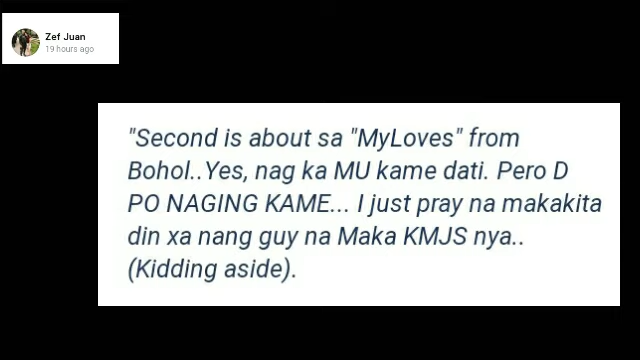 Zef Juan
19 hours ago
"Second is about sa "MyLoves" from
Bohol..Yes, nag ka MU kame dati. Pero D
PO NAGING KAME... I just pray na makakita
din xa nang guy na Maka KMJS nya..
(Kidding aside).